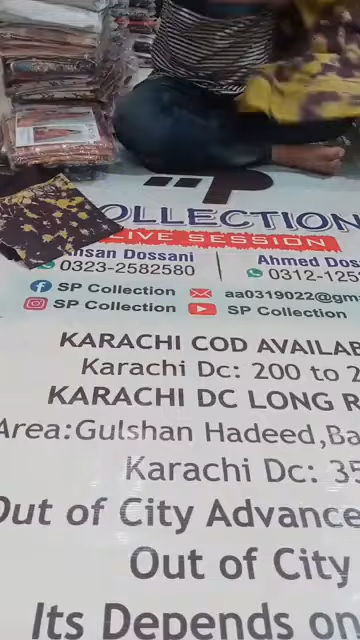 P
COLLECTION
LIVE SESSION
hsan Dossani
Ahmed Dos
0323-2582580
0312-125
SP Collection
aa0319022@gm
SP Collection
SP Collection
KARACHI COD AVAILAB
Karachi Dc: 200 to 2
KARACHI DC LONG R
Area:Gulshan Hadeed,Ba
Karachi Dc: 35
Out of City Advance
Out of City
Its Depends on